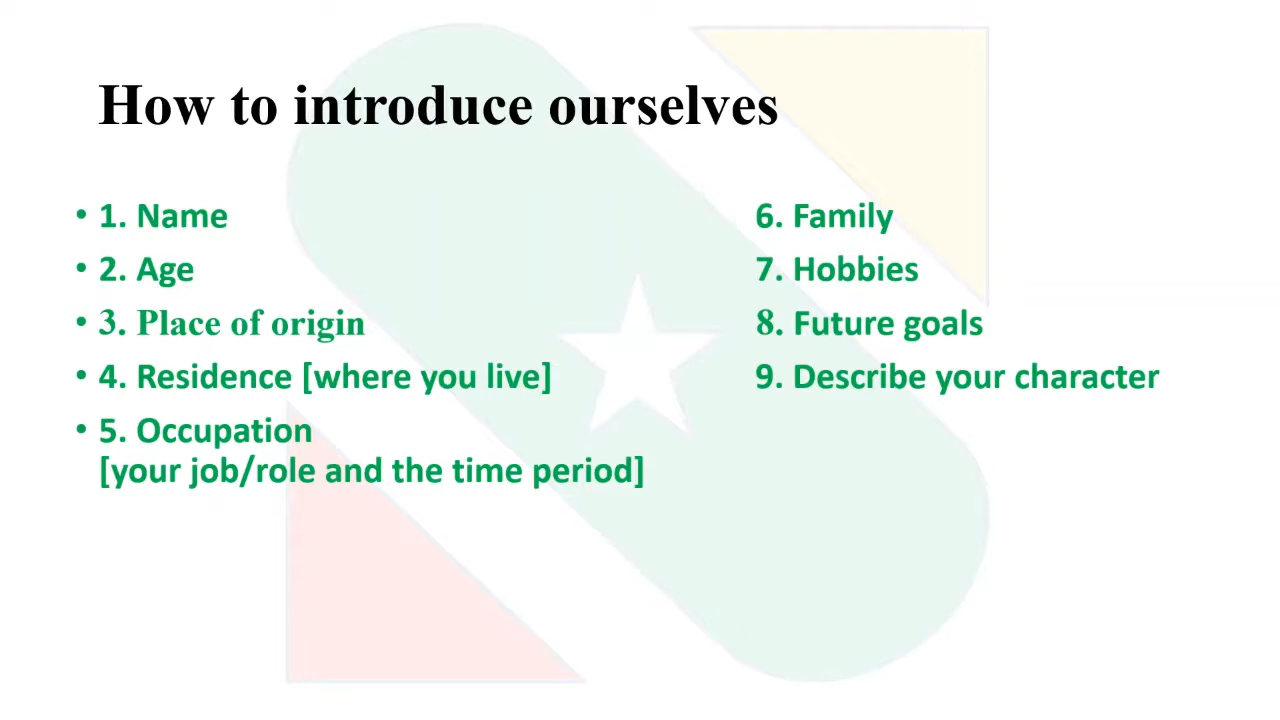 How to introduce ourselves
• 1. Name
• 2. Age
• 3. Place of origin
• 4. Residence [where you live]
• 5. Occupation
[your job/role and the time period]
6. Family
7. Hobbies
8. Future goals
9. Describe your character